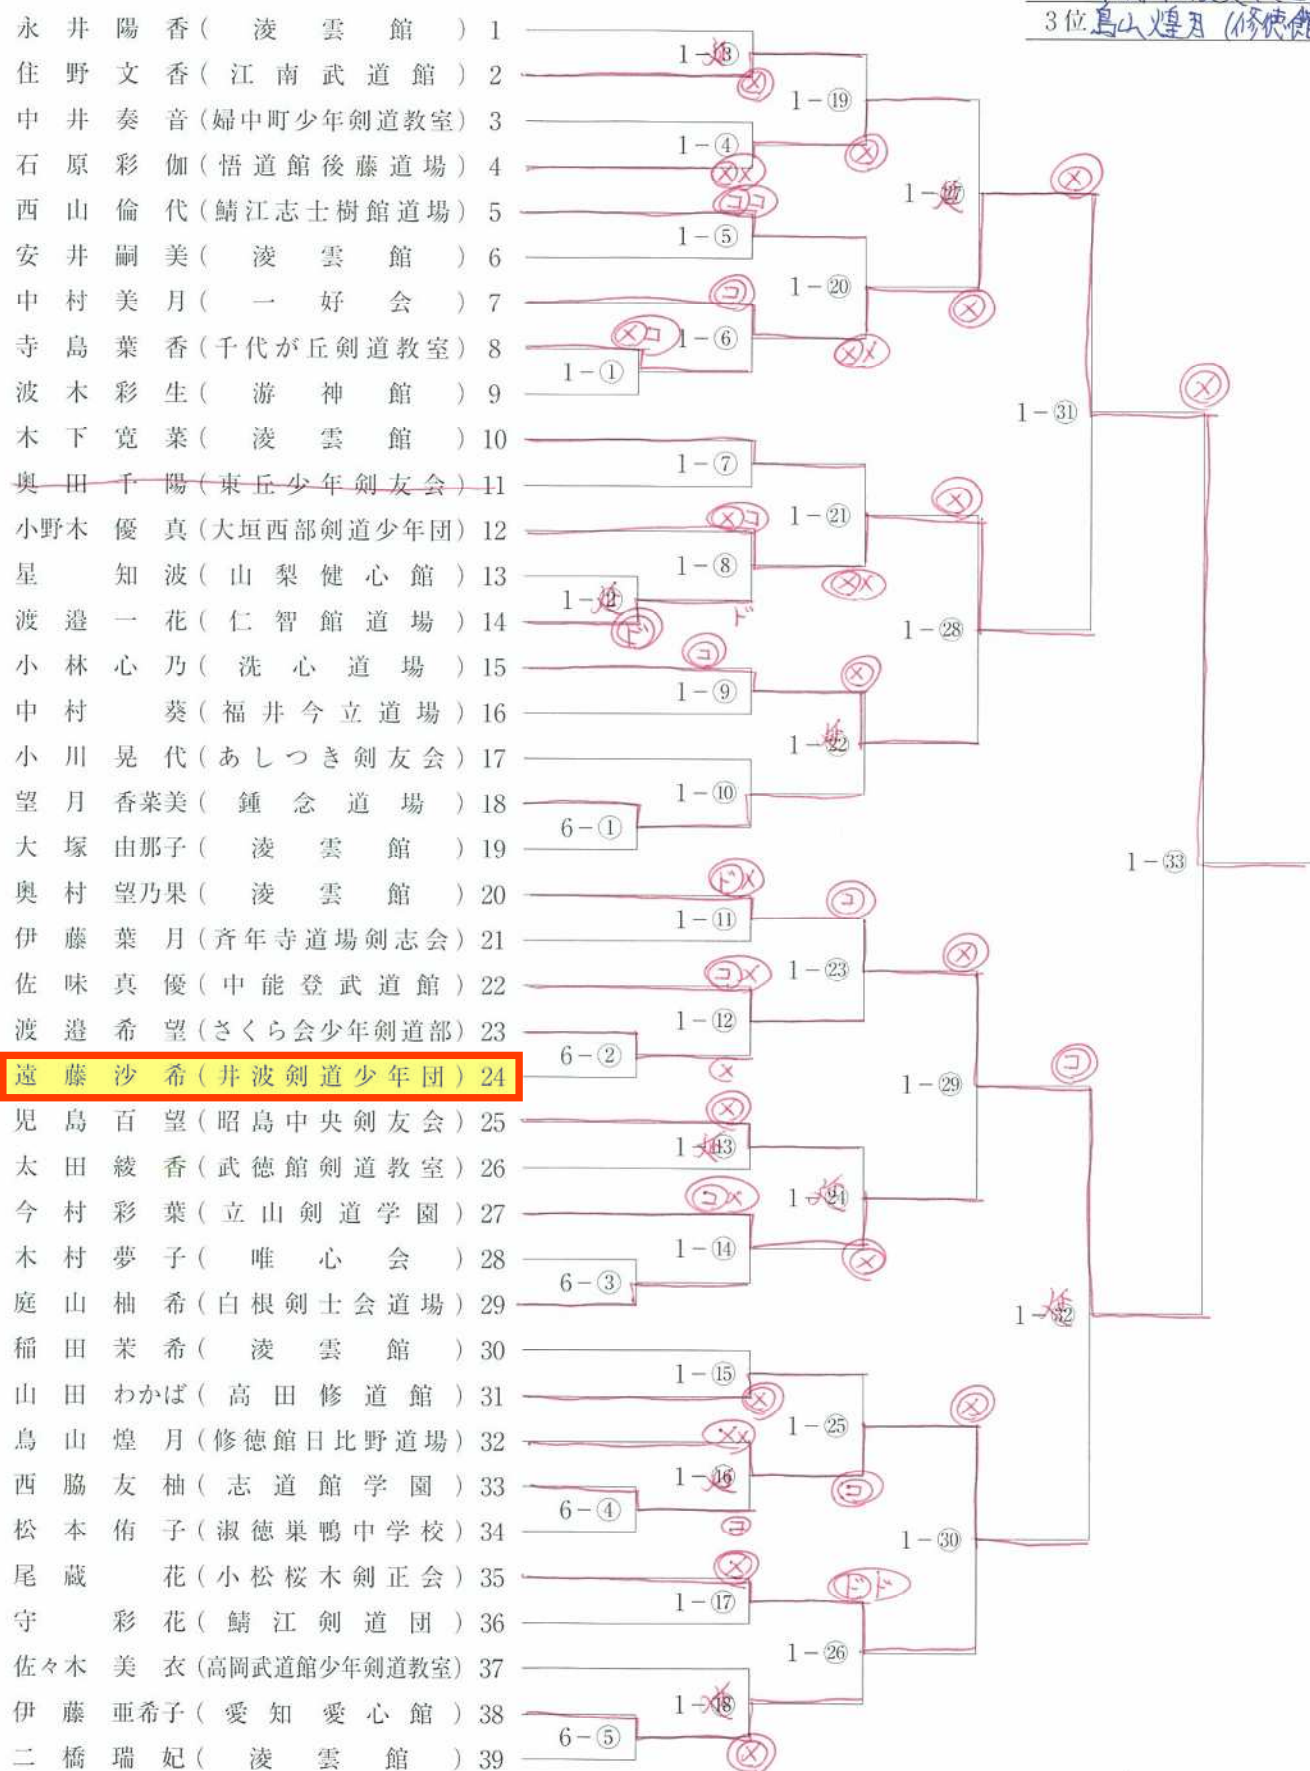 3位 鳥山煌月 (修徳館
永井陽香(淩雲館) 1
住野文香(江南武道館) 2
中井奏音(婦中町少年剣道教室) 3
石原彩伽(悟道館後藤道場) 4
西山倫代(鯖江志士樹館道場) 5
安井嗣美(淩雲館) 6
中村美月(一好会) 7
寺島葉香(千代が丘剣道教室) 8
波木彩生(游神館) 9
木下寛菜(淩雲館) 10
奥田千陽(東丘少年剣友会) 11
小野木優真(大垣西部剣道少年団) 12
星知波(山梨健心館) 13
渡邉一花(仁智館道場) 14
小林心乃(洗心道場) 15
中村葵(福井今立道場) 16
小川晃代(あしつき剣友会) 17
望月香菜美(鍾念道場) 18
大塚由那子(淩雲館) 19
奥村望乃果(淩雲館) 20
伊藤葉月(斉年寺道場剣志会) 21
佐味真優(中能登武道館) 22
渡邉希望(さくら会少年剣道部) 23
遠藤沙希(井波剣道少年団) 24
児島百望(昭島中央剣友会) 25
太田綾香(武徳館剣道教室) 26
今村彩葉(立山剣道学園) 27
木村夢子(唯心会) 28
庭山柚希(白根剣士会道場) 29
稲田茉希(淩雲館) 30
山田わかば(高田修道館) 31
鳥山煌月(修徳館日比野道場) 32
西脇友柚(志道館学園) 33
松本侑子(淑徳巣鴨中学校) 34
尾蔵花(小松桜木剣正会) 35
守彩花(鯖江剣道団) 36
佐々木美衣(高岡武道館少年剣道教室) 37
伊藤亜希子(愛知愛心館) 38
二橋瑞妃(淩雲館) 39
1-①
6-①
6-②
6-③
6-④
6-⑤
1-④
1-⑤
1-⑥
1-⑦
1-⑧
1-⑨
1-⑩
1-⑪
1-⑫
1-⑭
1-⑮
1-⑰
1-⑲
1-⑳
1-㉑
1-㉓
1-㉕
1-㉖
1-㉘
1-㉙
1-㉚
1-㉛
1-㉝